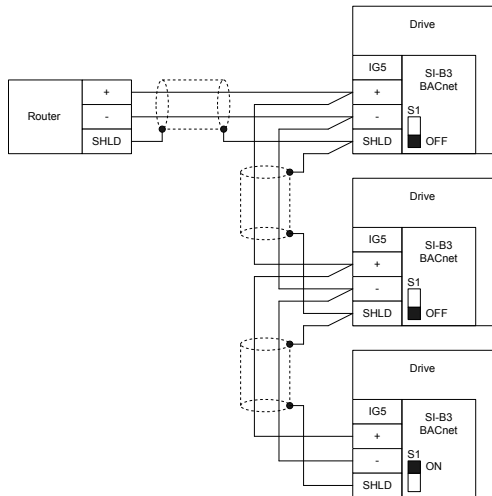 Drive
IG5
SI-B3
BACnet
+
S1
Router
+
-
-
SHLD
SHLD
OFF
Drive
IG5
SI-B3
BACnet
+
S1
-
SHLD
OFF
Drive
IG5
SI-B3
BACnet
+
S1
-
ON
SHLD